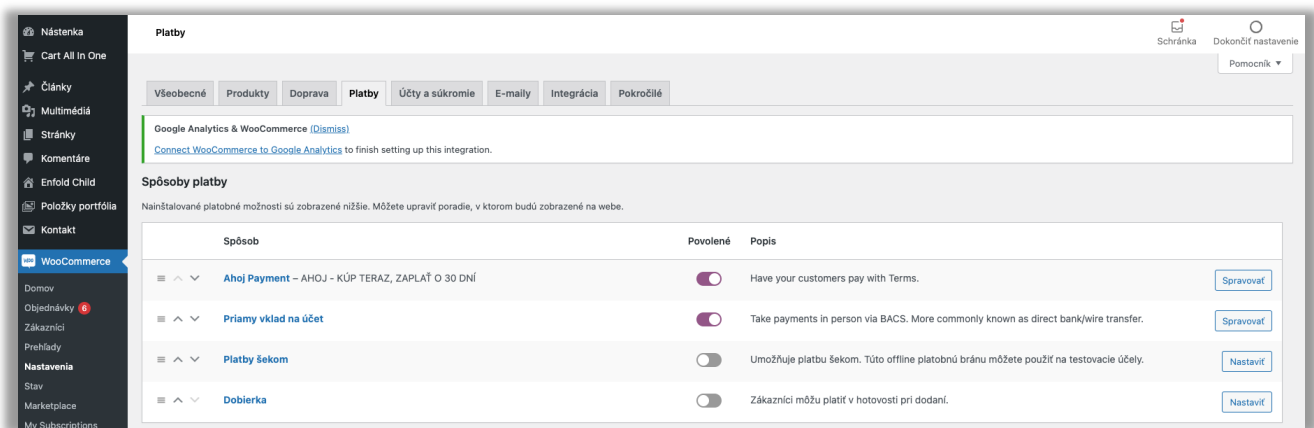 Nástenka
Cart All In One
Články
Multimédiá
Stránky
Komentáre
Enfold Child
Položky portfólia
Kontakt
WooCommerce
Domov
Objednávky 6
Zákazníci
Prehľady
Nastavenia
Stav
Marketplace
My Subscriptions
Platby
Schránka
Dokončiť nastavenie
Pomocník
Všeobecné Produkty Doprava Platby Účty a súkromie E-maily Integrácia Pokročilé
Google Analytics & WooCommerce (Dismiss)
Connect WooCommerce to Google Analytics to finish setting up this integration.
Spôsoby platby
Nainštalované platobné možnosti sú zobrazené nižšie. Môžete upraviť poradie, v ktorom budú zobrazené na webe.
Spôsob Povolené Popis
Ahoj Payment – AHOJ - KÚP TERAZ, ZAPLAŤ O 30 DNÍ Have your customers pay with Terms. Spravovať
Priamy vklad na účet Take payments in person via BACS. More commonly known as direct bank/wire transfer. Spravovať
Platby šekom Umožňuje platbu šekom. Túto offline platobnú bránu môžete použiť na testovacie účely. Nastaviť
Dobierka Zákazníci môžu platiť v hotovosti pri dodaní. Nastaviť